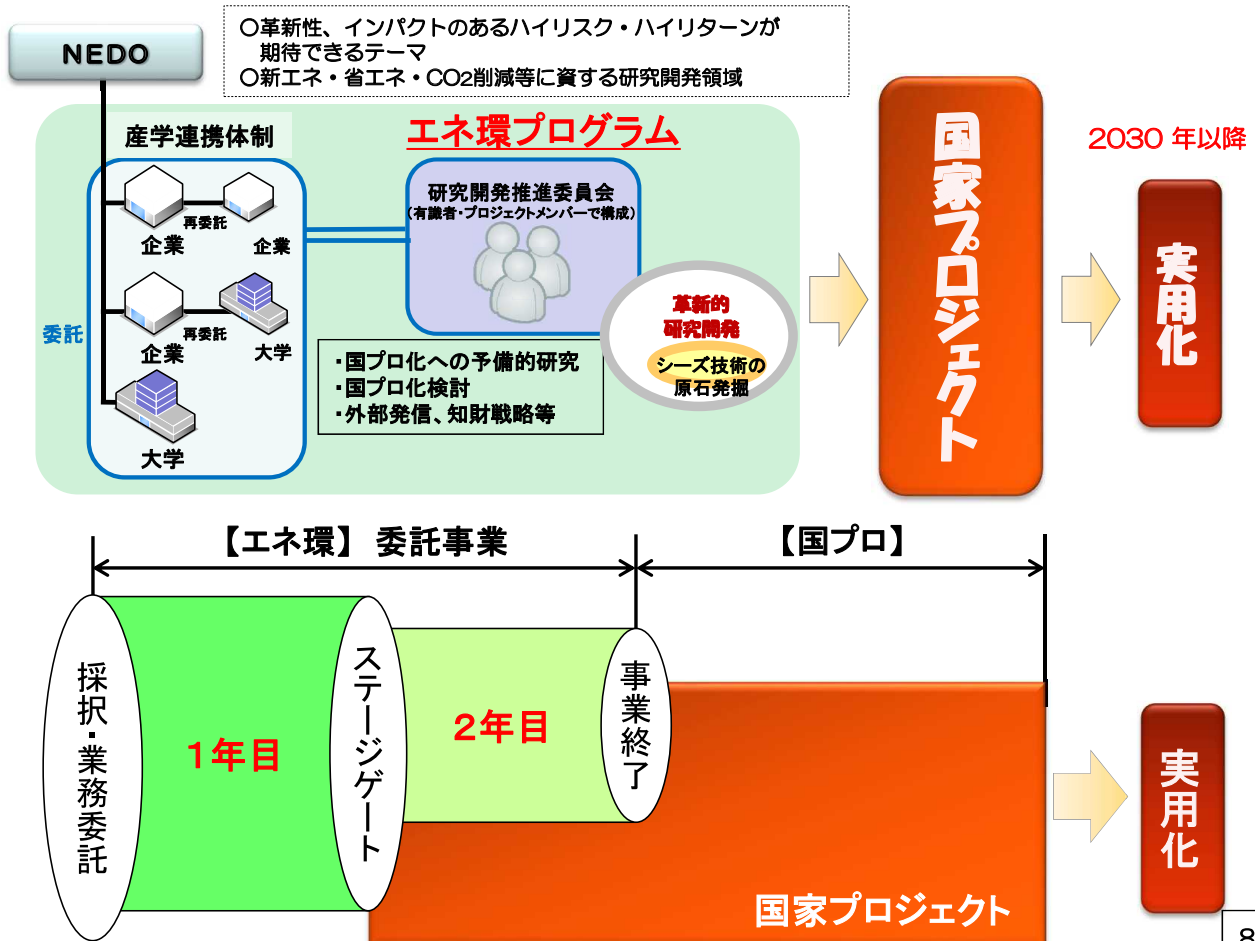 NEDO
〇革新性、インパクトのあるハイリスク・ハイリターンが
期待できるテーマ
〇新エネ・省エネ・CO2削減等に資する研究開発領域
産学連携体制
エネ環プログラム
企業
再委託
企業
委託
企業
再委託
大学
大学
研究開発推進委員会
(有識者・プロジェクトメンバーで構成)
・国プロ化への予備的研究
・国プロ化検討
・外部発信、知財戦略等
革新的
研究開発
シーズ技術の
原石発掘
国家プロジェクト
2030 年以降
実用化
【エネ環】 委託事業
【国プロ】
採択・業務委託
1年目
ステージゲート
2年目
事業終了
国家プロジェクト
実用化
8